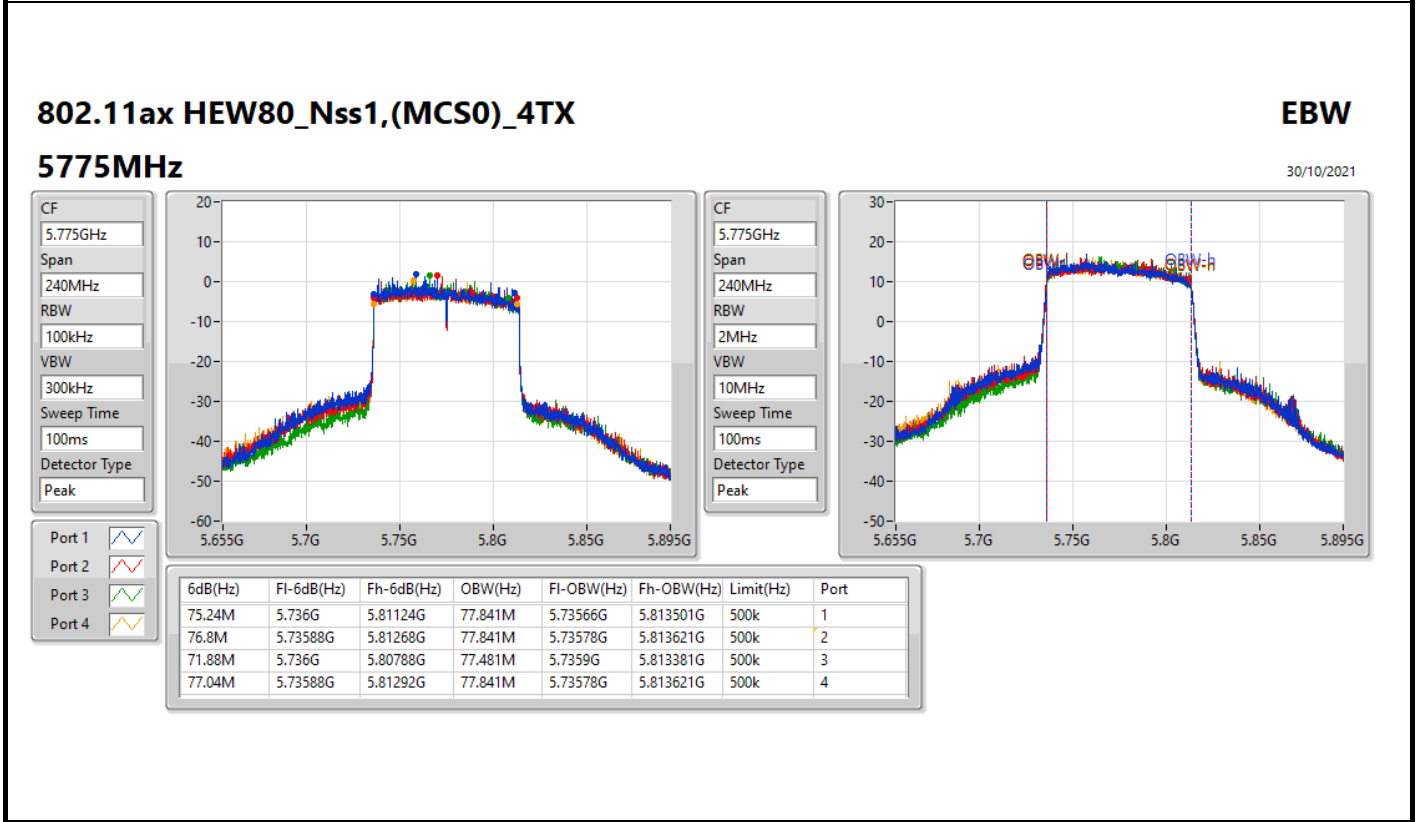 802.11ax HEW80_Nss1,(MCS0)_4TX EBW
5775MHz 30/10/2021
CF
5.775GHz
Span
240MHz
RBW
100kHz
VBW
300kHz
Sweep Time
100ms
Detector Type
Peak
20
10
0
-10
-20
-30
-40
-50
-60
5.655G 5.7G 5.75G 5.8G 5.85G 5.895G
CF
5.775GHz
Span
240MHz
RBW
2MHz
VBW
10MHz
Sweep Time
100ms
Detector Type
Peak
30
20
10
0
-10
-20
-30
-40
-50
OBW-l OBW-h
5.655G 5.7G 5.75G 5.8G 5.85G 5.895G
Port 1
Port 2
Port 3
Port 4
6dB(Hz) Fl-6dB(Hz) Fh-6dB(Hz) OBW(Hz) Fl-OBW(Hz) Fh-OBW(Hz) Limit(Hz) Port
75.24M 5.736G 5.81124G 77.841M 5.73566G 5.813501G 500k 1
76.8M 5.73588G 5.81268G 77.841M 5.73578G 5.813621G 500k 2
71.88M 5.736G 5.80788G 77.481M 5.7359G 5.813381G 500k 3
77.04M 5.73588G 5.81292G 77.841M 5.73578G 5.813621G 500k 4